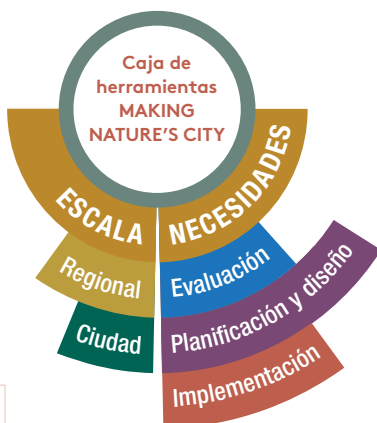 Caja de
herramientas
MAKING
NATURE'S CITY
ESCALA
NECESIDADES
Regional
Ciudad
Evaluación
Planificación y diseño
Implementación